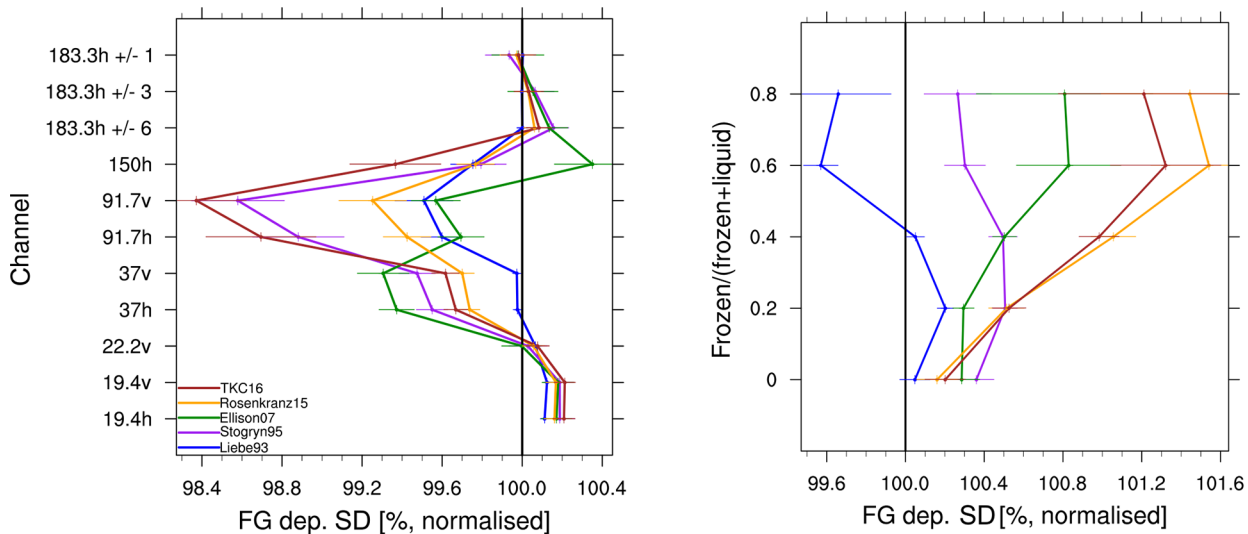 Channel
183.3h +/- 1
183.3h +/- 3
183.3h +/- 6
150h
91.7v
91.7h
37v
37h
22.2v
19.4v
19.4h
TKC16
Rosenkranz15
Ellison07
Stogryn95
Liebe93
98.4 98.8 99.2 99.6 100.0 100.4
FG dep. SD [%, normalised]
Frozen/(frozen+liquid)
0.8
0.6
0.4
0.2
0
99.6 100.0 100.4 100.8 101.2 101.6
FG dep. SD [%, normalised]